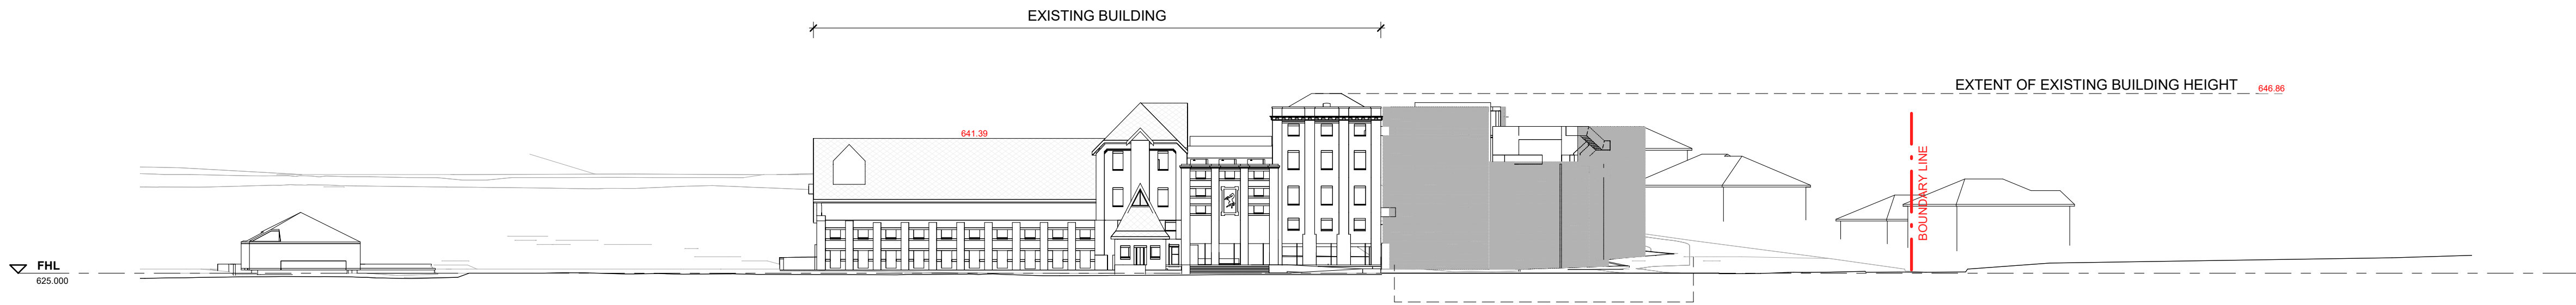 EXISTING BUILDING
EXTENT OF EXISTING BUILDING HEIGHT
646.86
641.39
BOUNDARY LINE
FHL
625.000